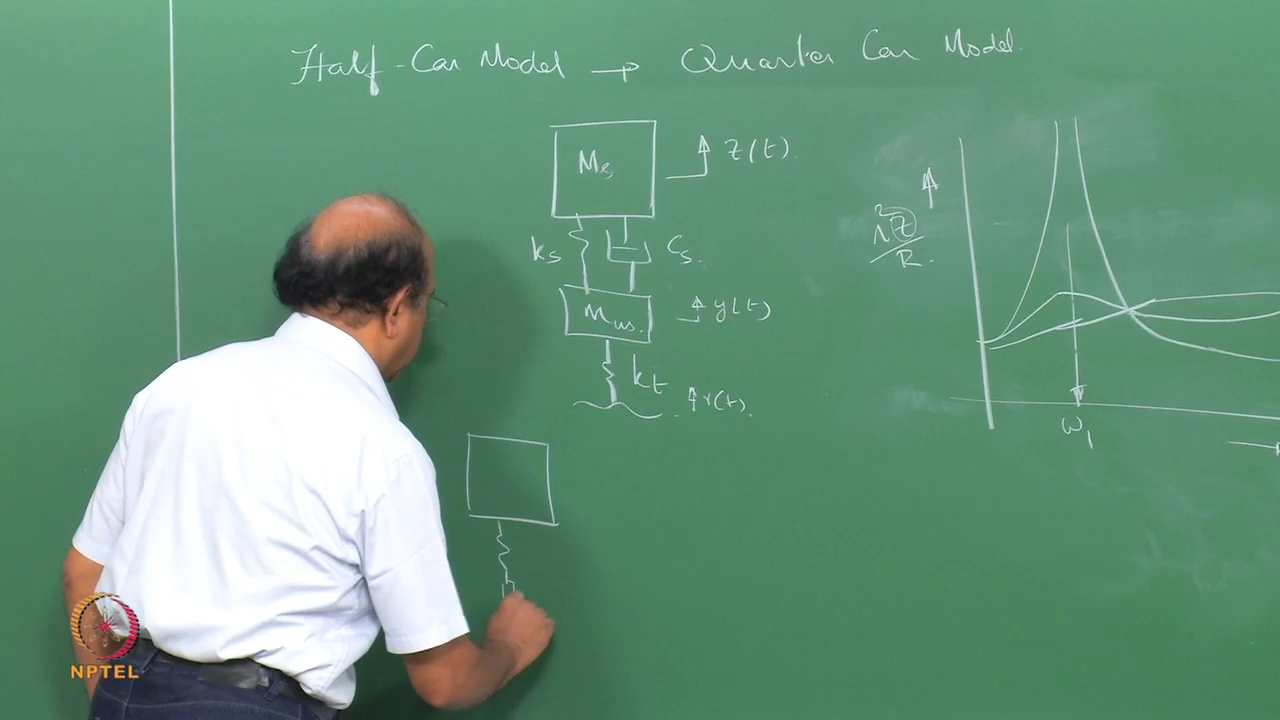 Half-Car Model → Quarter Car Model.
Ms
Z(t)
ks
Cs.
Mus.
y(t)
kt
r(t).
R.
ω1
NPTEL